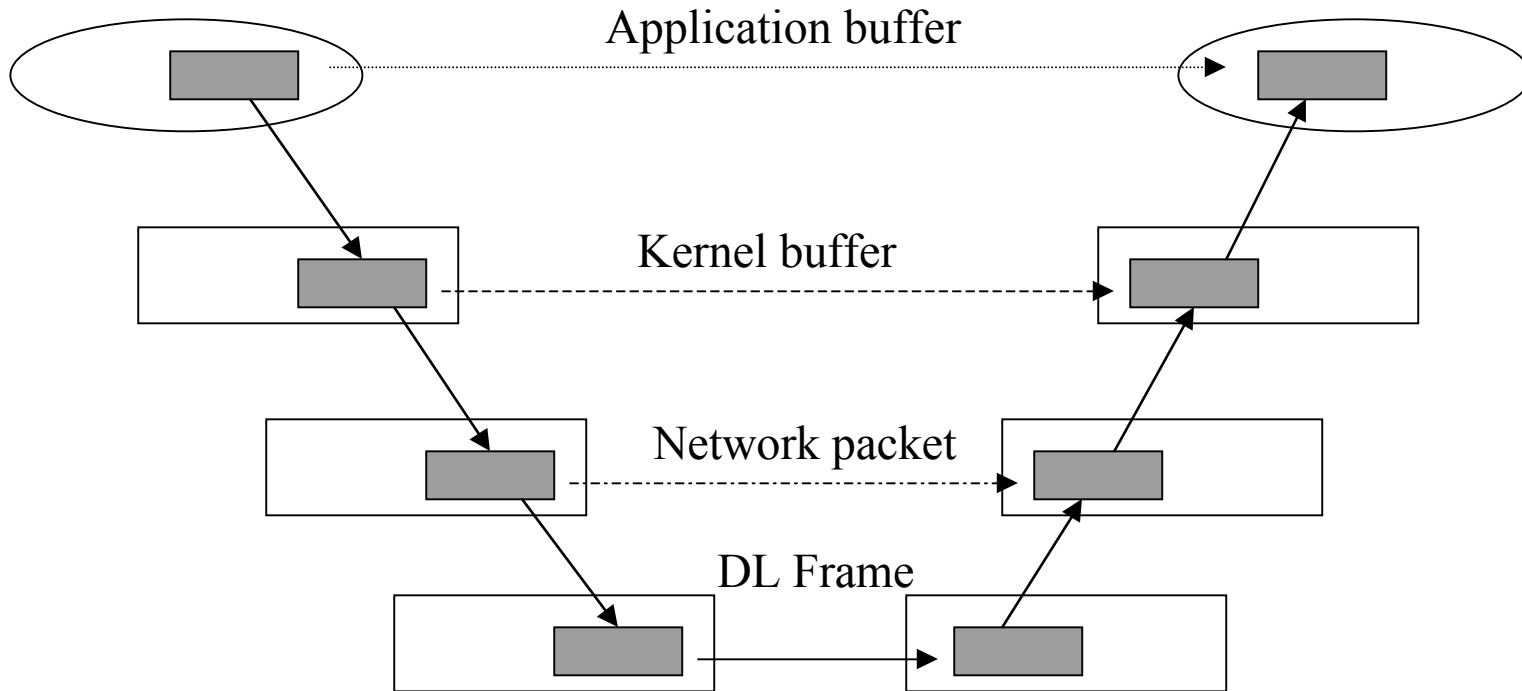 Application buffer
Kernel buffer
Network packet
DL Frame